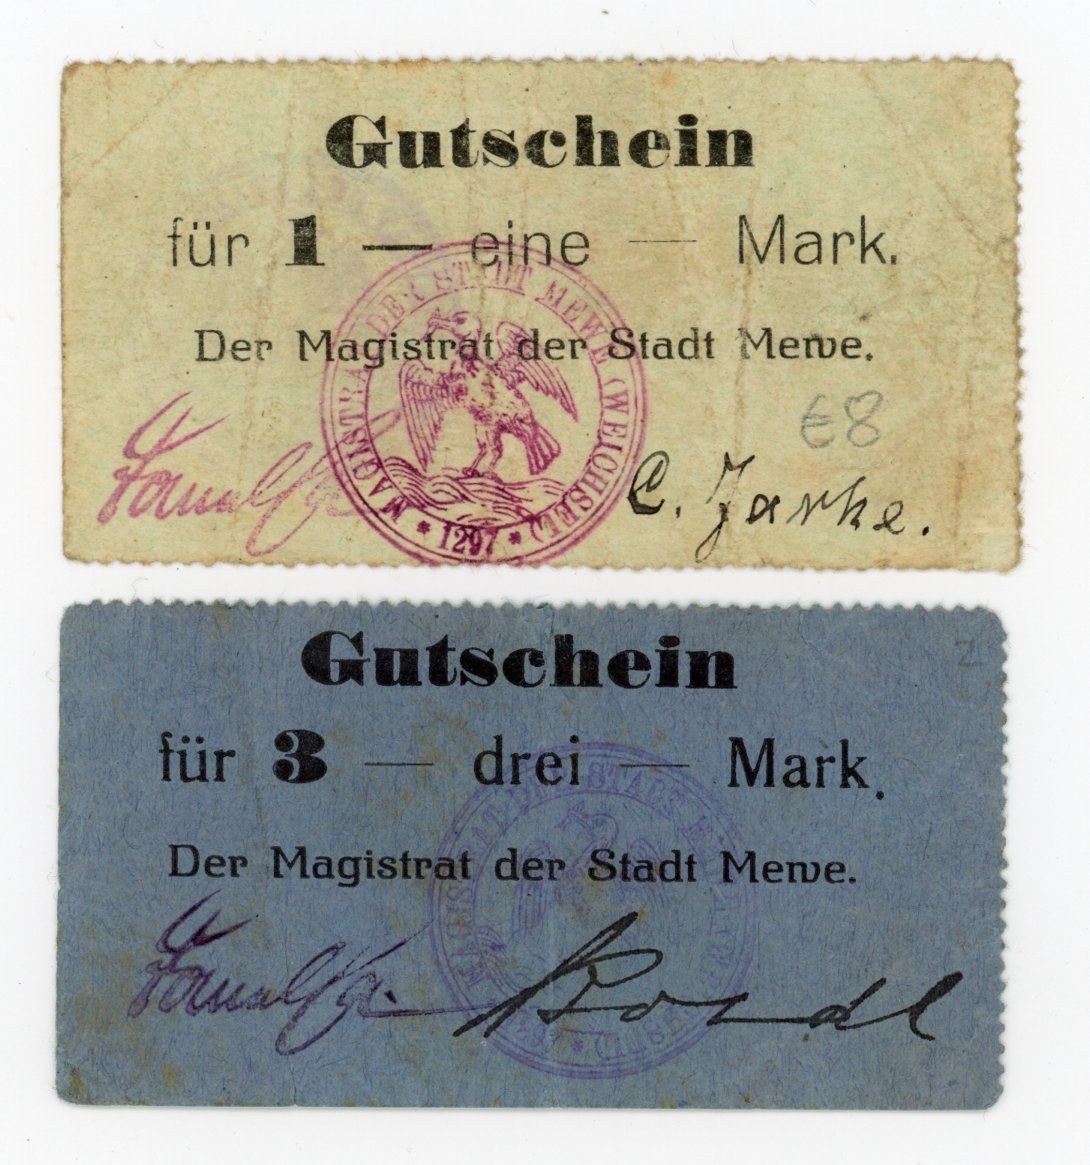 Gutschein
für 1 — eine — Mark.
Der Magistrat der Stadt Mewe.
MAGISTRAT DER STADT MEWE (WEICHSEL)
* 1297 *
€8
C. Jarke.
Gutschein
für 3 — drei — Mark.
Der Magistrat der Stadt Mewe.